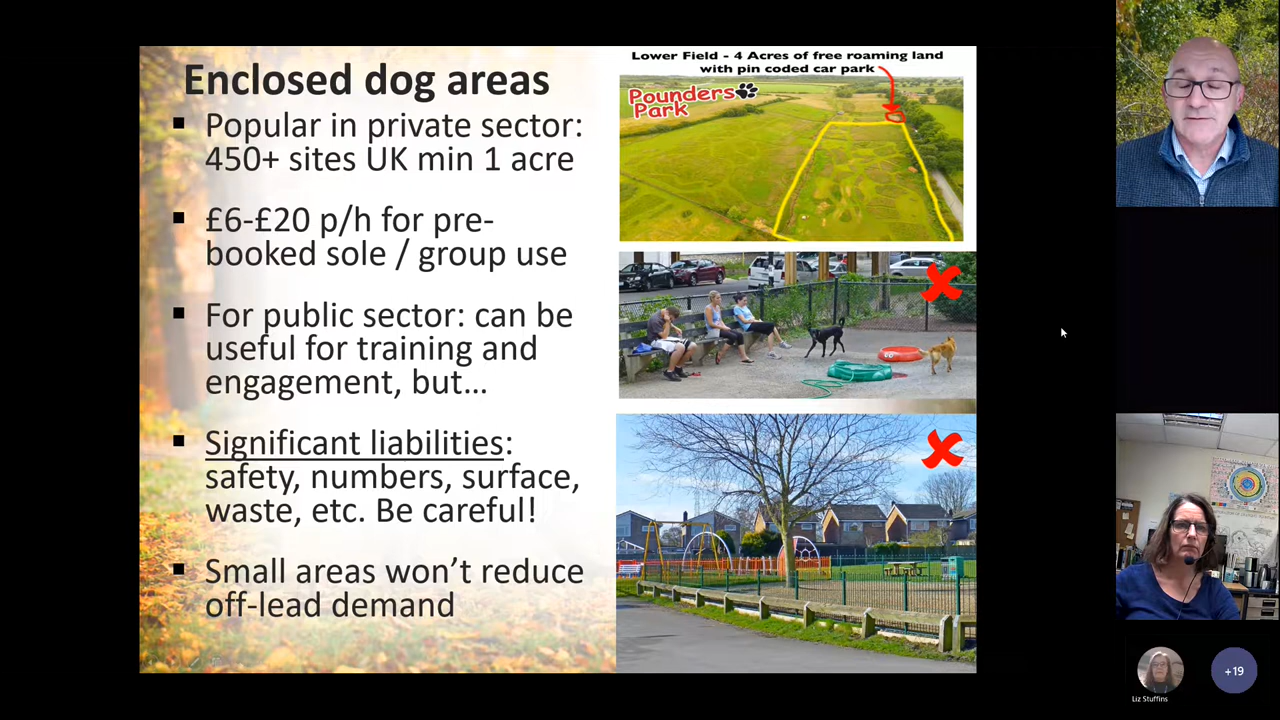 Enclosed dog areas
▪ Popular in private sector:
450+ sites UK min 1 acre
▪ £6-£20 p/h for pre-
booked sole / group use
▪ For public sector: can be
useful for training and
engagement, but…
▪ Significant liabilities:
safety, numbers, surface,
waste, etc. Be careful!
▪ Small areas won’t reduce
off-lead demand
Lower Field - 4 Acres of free roaming land
with pin coded car park
Pounders
Park
+19
Liz Stuffins